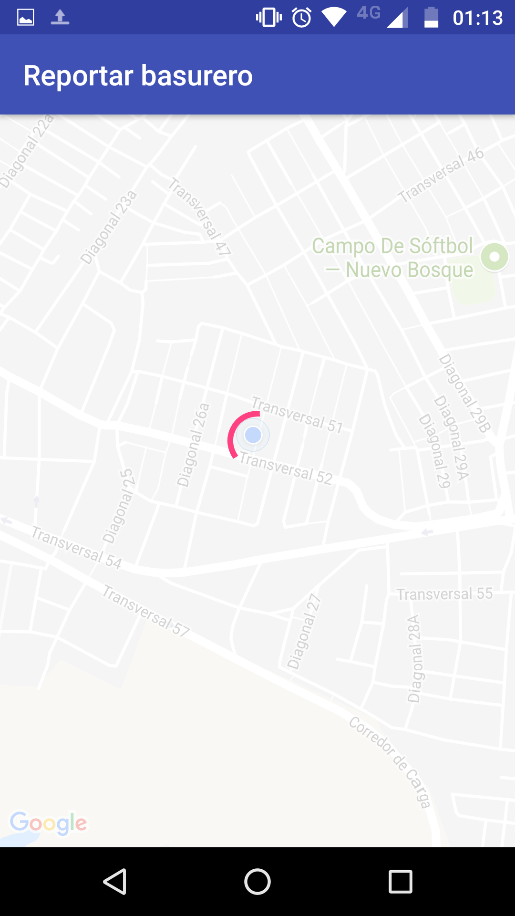 4G 01:13
Reportar basurero
Diagonal 22a
Transversal 46
Diagonal 23a
Transversal 47
Campo De Sóftbol
– Nuevo Bosque
Diagonal 29B
Transversal 51
Diagonal 26a
Diagonal 29A
Diagonal 29
Transversal 52
Diagonal 25
Transversal 54
Transversal 57
Transversal 55
Diagonal 27
Diagonal 28A
Corredor de Carga
Google